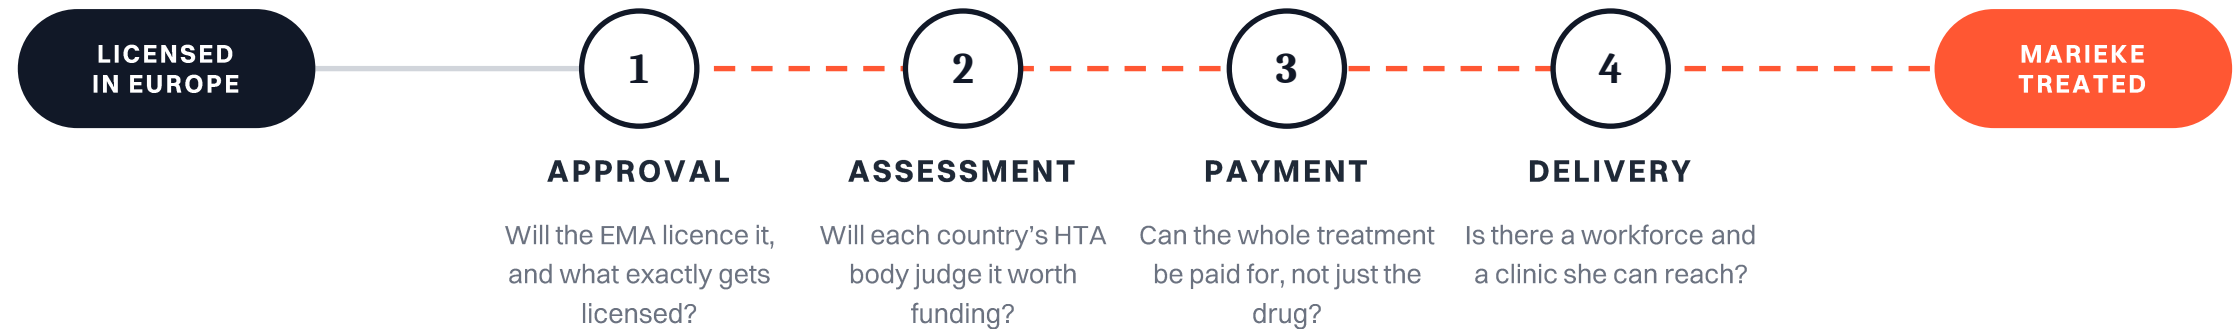 LICENSED
IN EUROPE
1
2
3
4
MARIEKE
TREATED
APPROVAL
Will the EMA licence it,
and what exactly gets
licensed?
ASSESSMENT
Will each country’s HTA
body judge it worth
funding?
PAYMENT
Can the whole treatment
be paid for, not just the
drug?
DELIVERY
Is there a workforce and
a clinic she can reach?